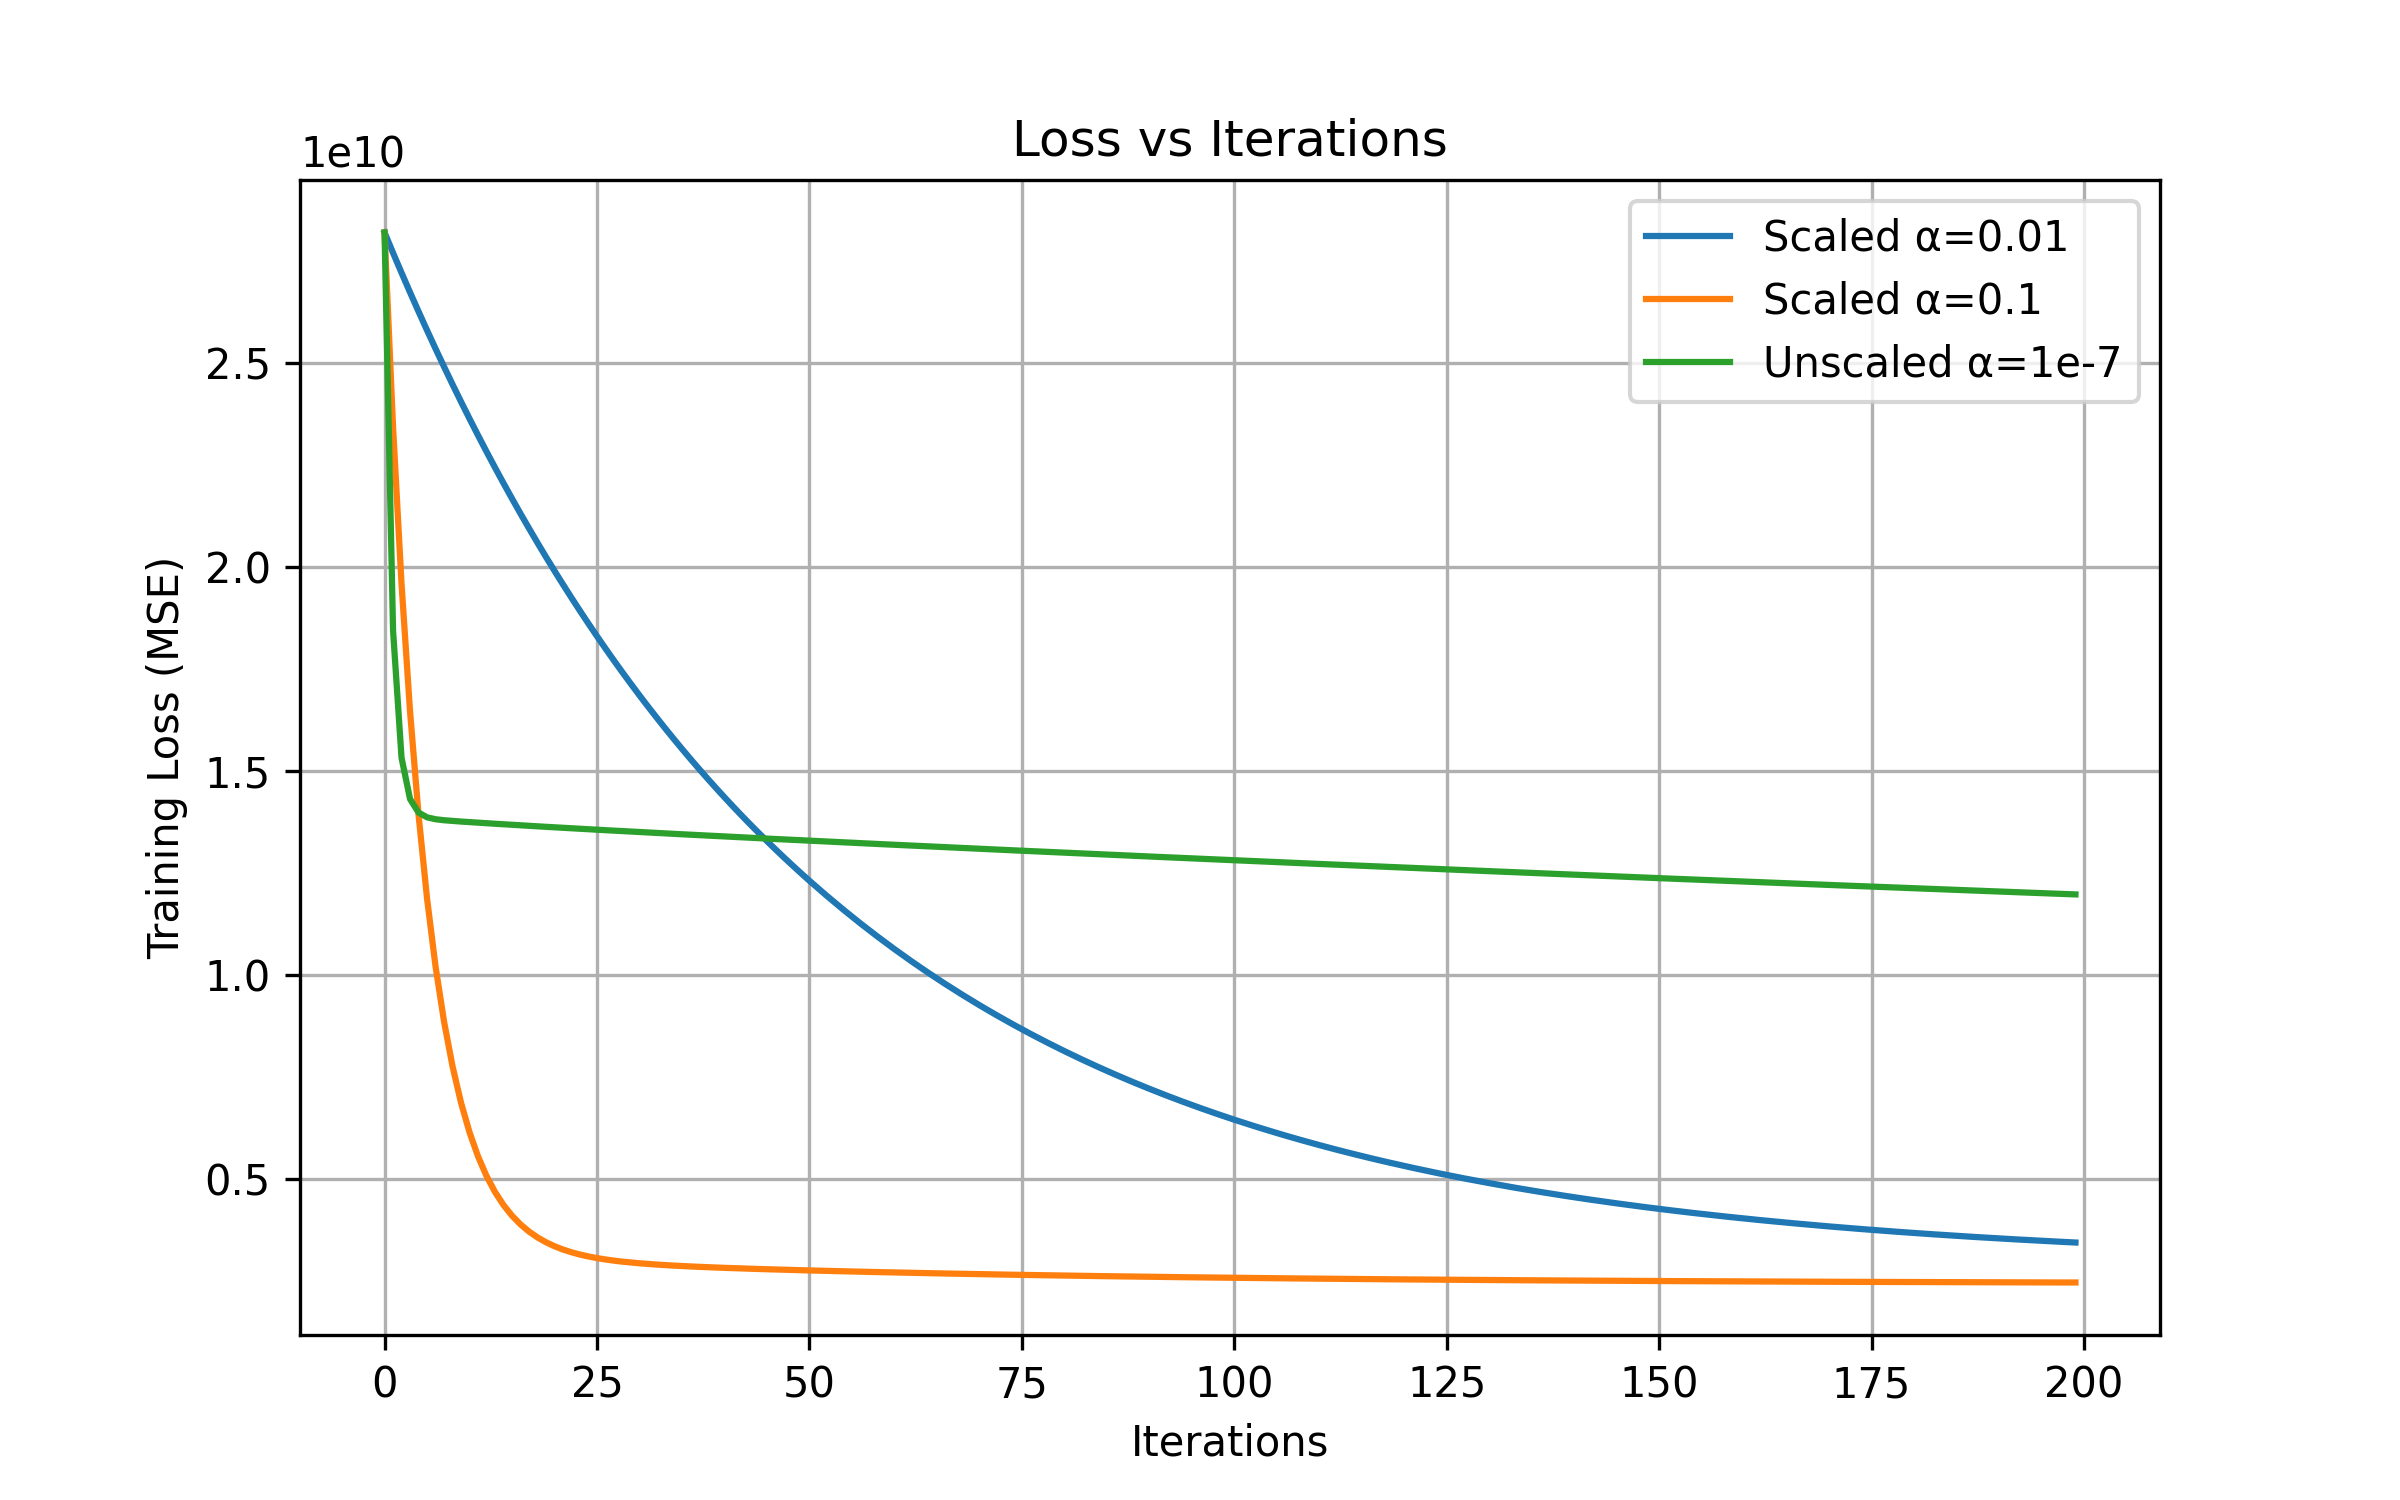 Loss vs Iterations
1e10
Scaled α=0.01
Scaled α=0.1
Unscaled α=1e-7
Training Loss (MSE)
2.5
2.0
1.5
1.0
0.5
0 25 50 75 100 125 150 175 200
Iterations